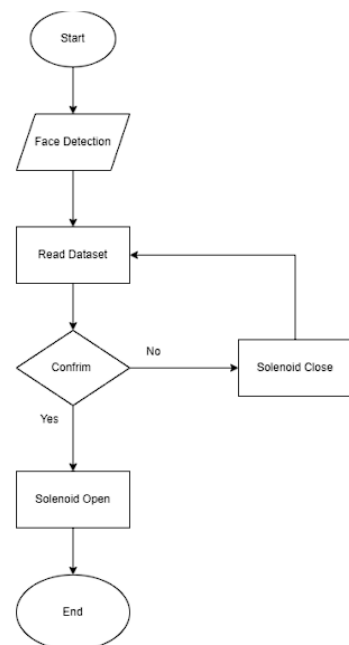 Start
Face Detection
Read Dataset
Confrim
No
Solenoid Close
Yes
Solenoid Open
End